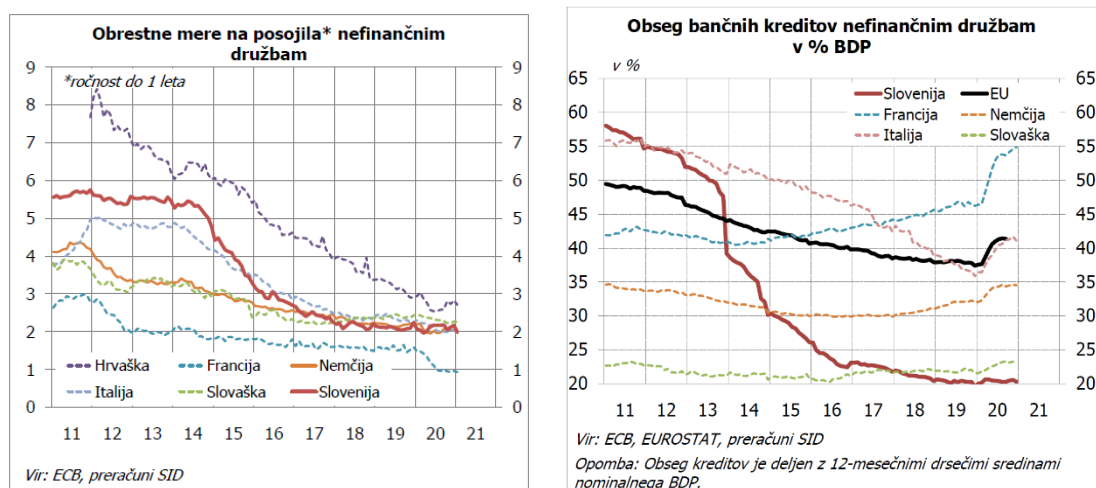 Obrestne mere na posojila* nefinančnim
družbam
*ročnost do 1 leta
9
8
7
6
5
4
3
2
1
0
9
8
7
6
5
4
3
2
1
0
Hrvaška Francija Nemčija
Italija Slovaška Slovenija
11 12 13 14 15 16 17 18 19 20 21
Vir: ECB, preračuni SID
Obseg bančnih kreditov nefinančnim družbam
v % BDP
v %
65
60
55
50
45
40
35
30
25
20
65
60
55
50
45
40
35
30
25
20
Slovenija EU
Francija Nemčija
Italija Slovaška
11 12 13 14 15 16 17 18 19 20 21
Vir: ECB, EUROSTAT, preračuni SID
Opomba: Obseg kreditov je deljen z 12-mesečnimi drsečimi sredinami
nominalnega BDP.